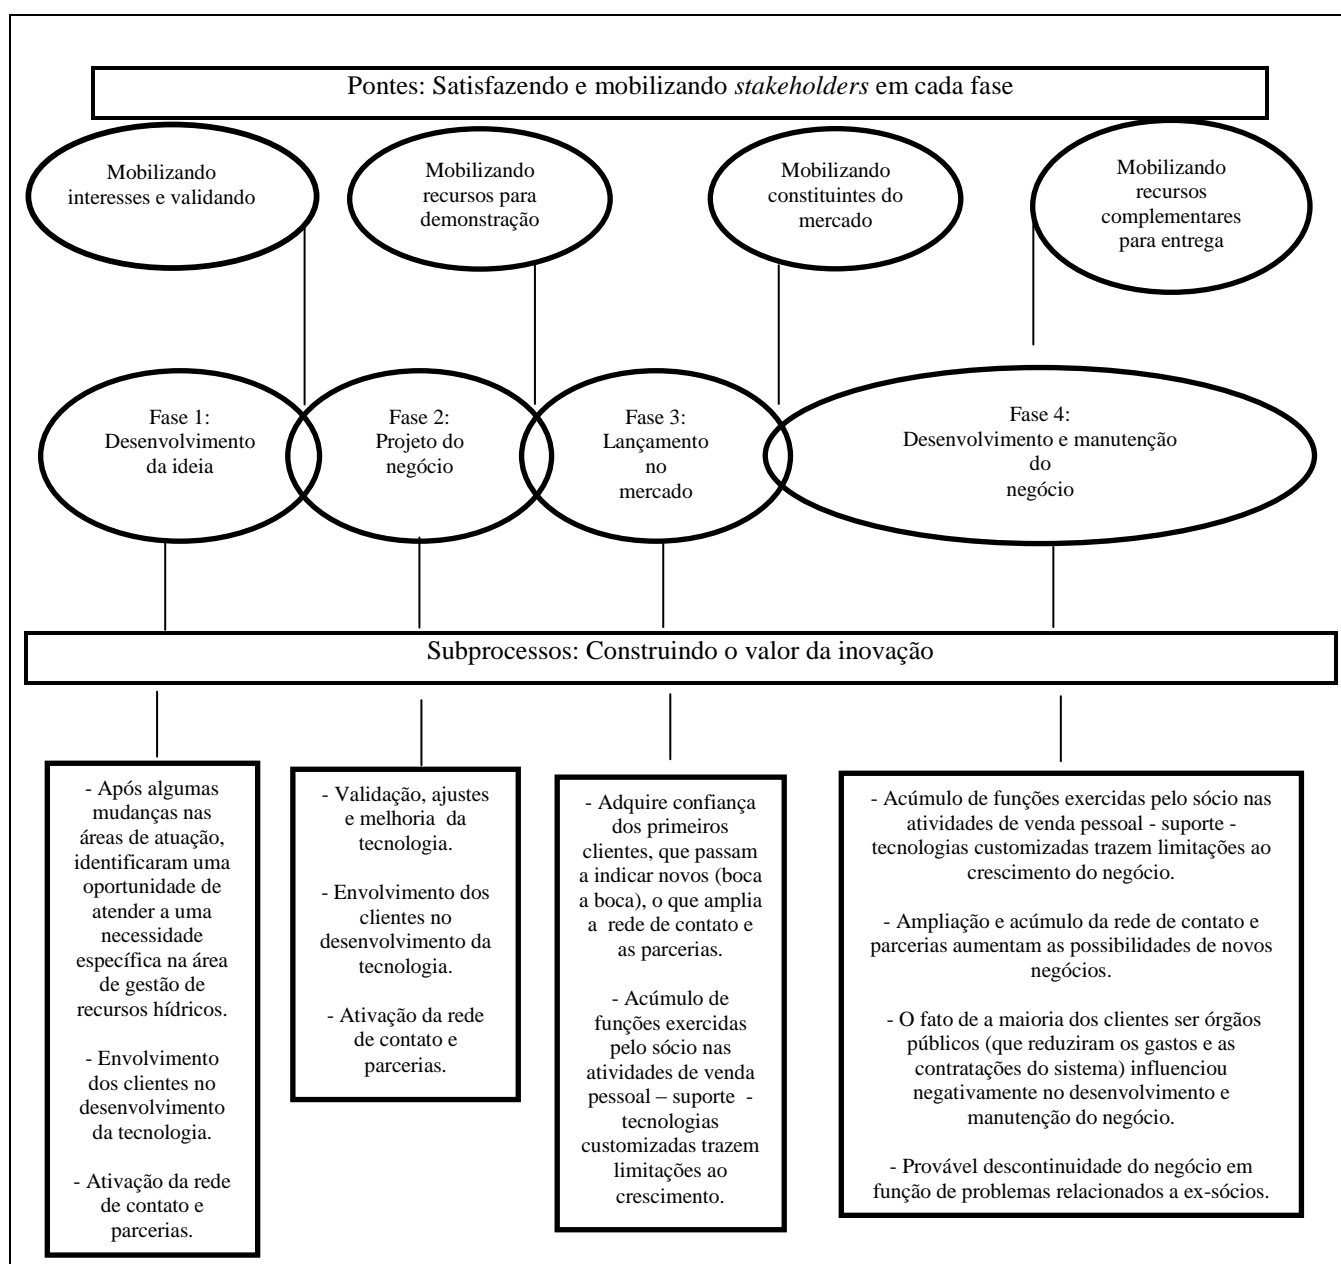 Pontes: Satisfazendo e mobilizando stakeholders em cada fase
Mobilizando
interesses e validando
Mobilizando
recursos para
demonstração
Mobilizando
constituintes do
mercado
Mobilizando
recursos
complementares
para entrega
Fase 1:
Desenvolvimento
da ideia
Fase 2:
Projeto do
negócio
Fase 3:
Lançamento
no
mercado
Fase 4:
Desenvolvimento e manutenção
do
negócio
Subprocessos: Construindo o valor da inovação
- Após algumas
mudanças nas
áreas de atuação,
identificaram uma
oportunidade de
atender a uma
necessidade
específica na área
de gestão de
recursos hídricos.
- Envolvimento
dos clientes no
desenvolvimento
da tecnologia.
- Ativação da rede
de contato e
parcerias.
- Validação, ajustes
e melhoria da
tecnologia.
- Envolvimento dos
clientes no
desenvolvimento da
tecnologia.
- Ativação da rede
de contato e
parcerias.
- Adquire confiança
dos primeiros
clientes, que passam
a indicar novos (boca
a boca), o que amplia
a rede de contato e
as parcerias.
- Acúmulo de
funções exercidas
pelo sócio nas
atividades de venda
pessoal – suporte -
tecnologias
customizadas trazem
limitações ao
crescimento.
- Acúmulo de funções exercidas pelo sócio nas
atividades de venda pessoal - suporte -
tecnologias customizadas trazem limitações ao
crescimento do negócio.
- Ampliação e acúmulo da rede de contato e
parcerias aumentam as possibilidades de novos
negócios.
- O fato de a maioria dos clientes ser órgãos
públicos (que reduziram os gastos e as
contratações do sistema) influenciou
negativamente no desenvolvimento e
manutenção do negócio.
- Provável descontinuidade do negócio em
função de problemas relacionados a ex-sócios.